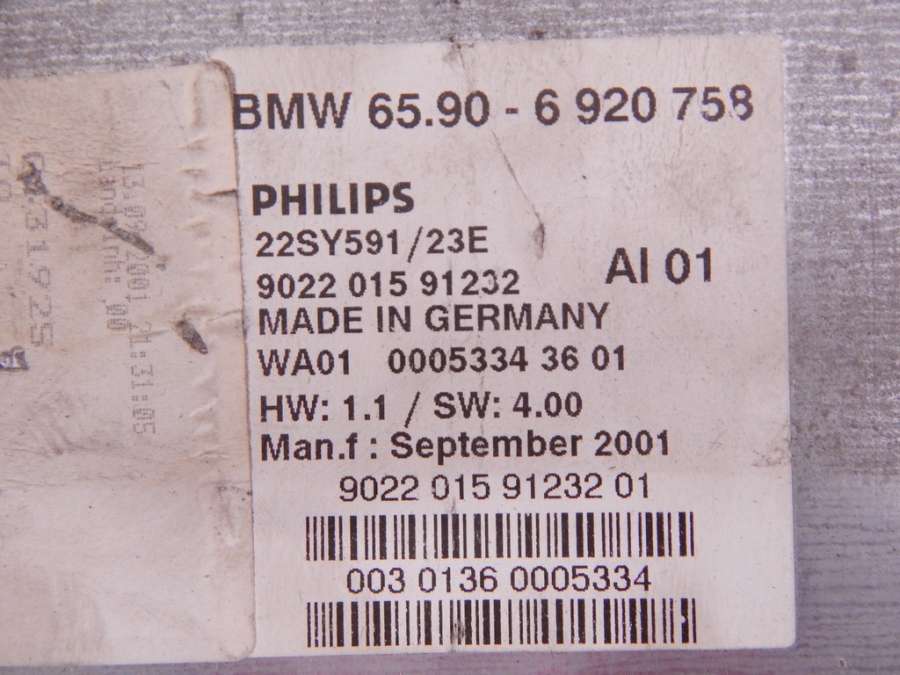 BMW 65.90 - 6 920 758
PHILIPS
22SY591/23E
AI 01
9022 015 91232
MADE IN GERMANY
WA01 0005334 36 01
HW: 1.1 / SW: 4.00
Man.f : September 2001
9022 015 91232 01
003 0136 0005334